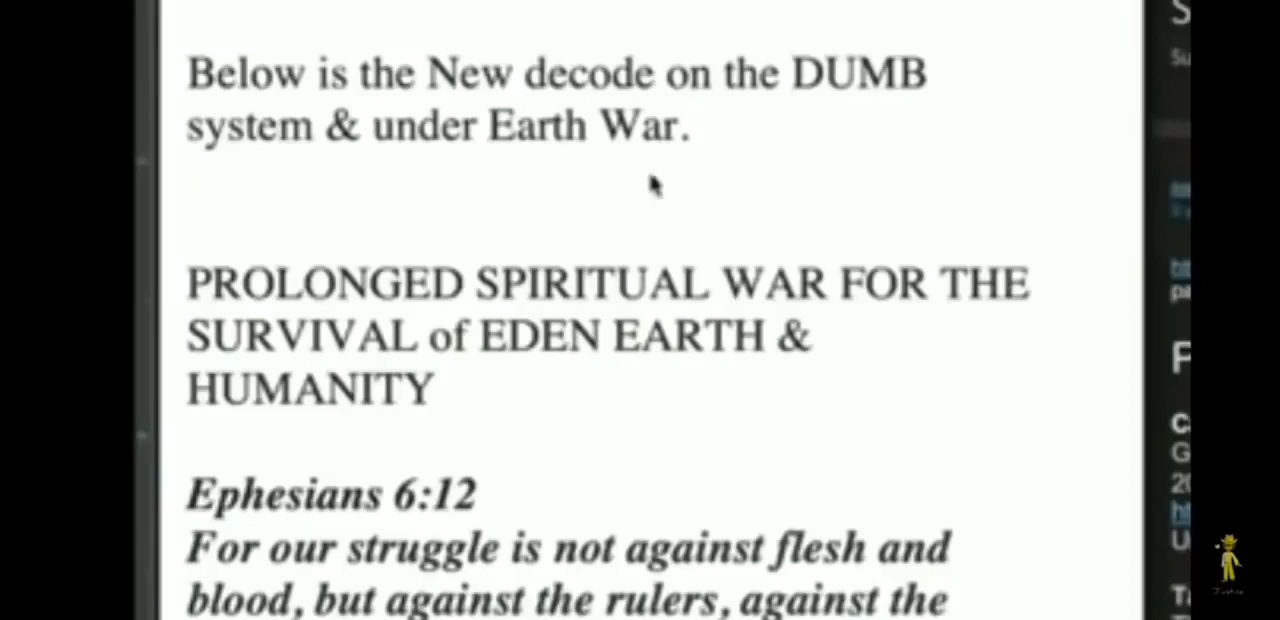 Below is the New decode on the DUMB
system & under Earth War.
PROLONGED SPIRITUAL WAR FOR THE
SURVIVAL of EDEN EARTH &
HUMANITY
Ephesians 6:12
For our struggle is not against flesh and
blood, but against the rulers, against the